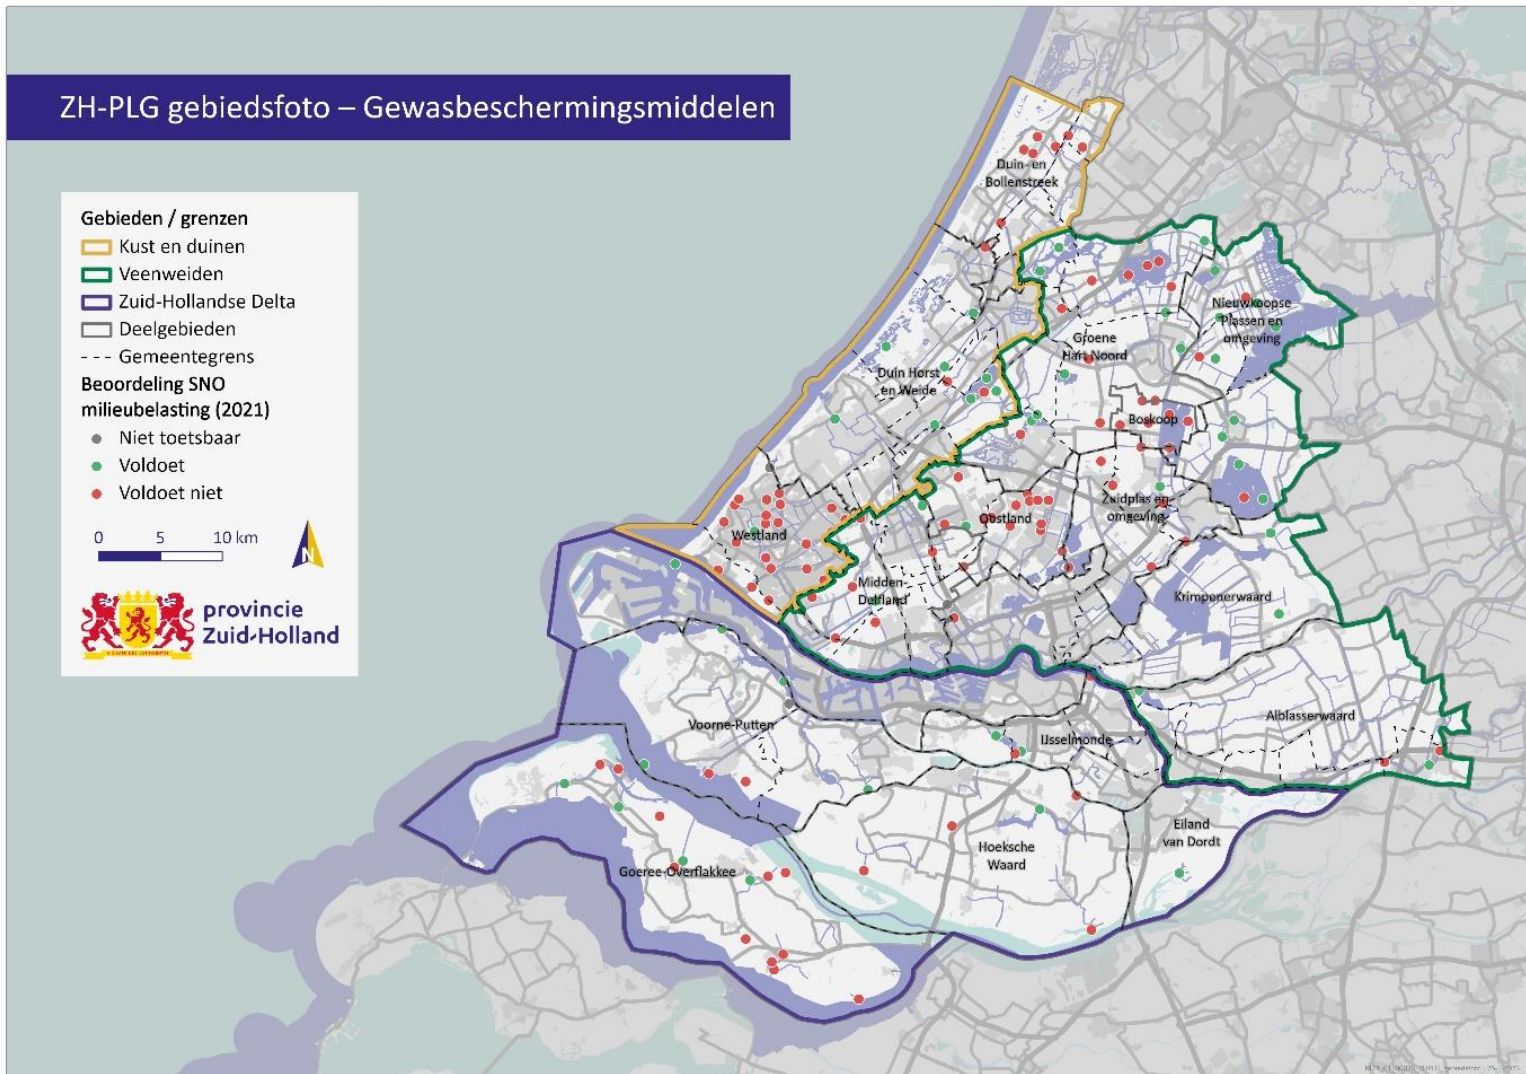 ZH-PLG gebiedsfoto – Gewasbeschermingsmiddelen
Gebieden / grenzen
Kust en duinen
Veenweiden
Zuid-Hollandse Delta
Deelgebieden
Gemeentegrens
Beoordeling SNO
milieubelasting (2021)
Niet toetsbaar
Voldoet
Voldoet niet
0 5 10 km
N
provincie
Zuid-Holland
Duin- en
Bollenstreek
Nieuwkoopse
Plassen en
omgeving
Groene
Hart Noord
Duin Horst
en Weide
Boskoop
Zuidplas en
omgeving
Oostland
Westland
Midden-
Delfland
Krimpenerwaard
Alblasserwaard
Voorne-Putten
IJsselmonde
Eiland
van Dordt
Hoeksche
Waard
Goeree-Overflakkee